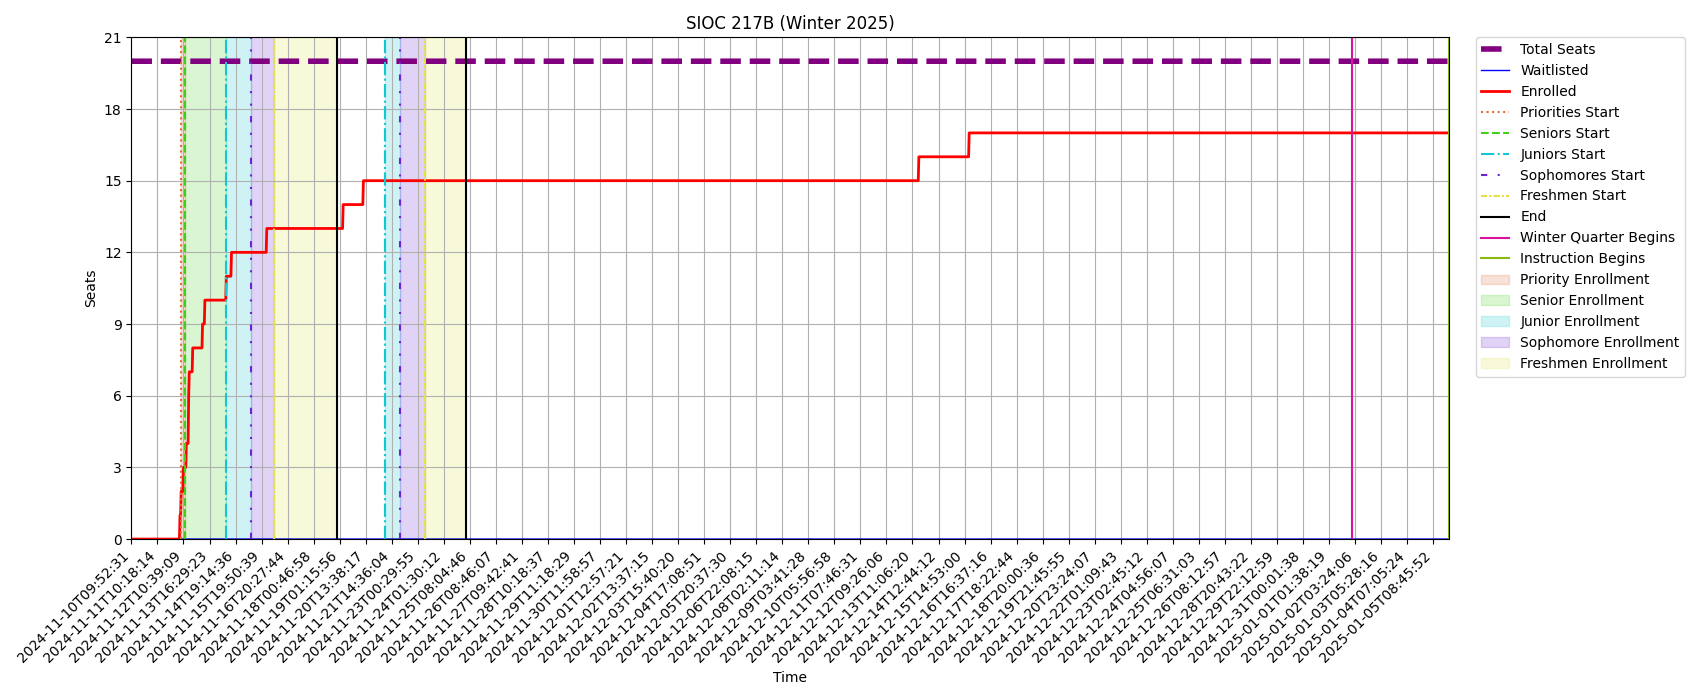 SIOC 217B (Winter 2025)
21
18
15
12
9
6
3
0
Seats
2024-11-10T09:52:31
2024-11-11T10:18:14
2024-11-12T10:39:09
2024-11-13T16:29:23
2024-11-14T19:14:36
2024-11-15T19:50:39
2024-11-16T20:27:44
2024-11-18T00:46:58
2024-11-19T01:15:56
2024-11-20T13:38:17
2024-11-21T14:36:04
2024-11-23T00:29:55
2024-11-24T01:30:12
2024-11-25T08:04:46
2024-11-26T08:46:07
2024-11-27T09:42:41
2024-11-28T10:18:37
2024-11-29T11:18:29
2024-11-30T11:58:57
2024-12-01T12:57:21
2024-12-02T13:37:15
2024-12-03T15:40:20
2024-12-04T17:08:51
2024-12-05T20:37:30
2024-12-06T22:08:15
2024-12-08T02:11:14
2024-12-09T03:41:28
2024-12-10T05:56:58
2024-12-11T07:46:31
2024-12-12T09:26:06
2024-12-13T11:06:20
2024-12-14T12:44:12
2024-12-15T14:53:00
2024-12-16T16:37:16
2024-12-17T18:22:44
2024-12-18T20:00:36
2024-12-19T21:45:55
2024-12-20T23:24:07
2024-12-22T01:09:43
2024-12-23T02:45:12
2024-12-24T04:56:07
2024-12-25T06:31:03
2024-12-26T08:12:57
2024-12-28T20:43:22
2024-12-29T22:12:59
2024-12-31T00:01:38
2025-01-01T01:38:19
2025-01-02T03:24:06
2025-01-03T05:28:16
2025-01-04T07:05:24
2025-01-05T08:45:52
Time
Total Seats
Waitlisted
Enrolled
Priorities Start
Seniors Start
Juniors Start
Sophomores Start
Freshmen Start
End
Winter Quarter Begins
Instruction Begins
Priority Enrollment
Senior Enrollment
Junior Enrollment
Sophomore Enrollment
Freshmen Enrollment